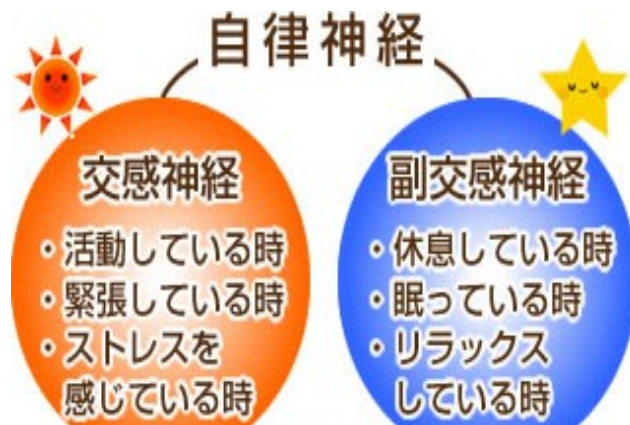 自律神経
交感神経
・活動している時
・緊張している時
・ストレスを
感じている時
副交感神経
・休息している時
・眠っている時
・リラックス
している時